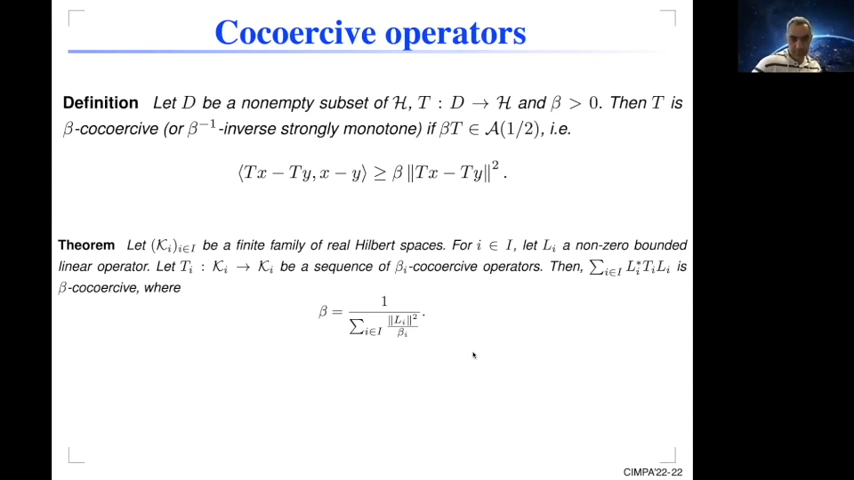 Cocoercive operators
Definition Let D be a nonempty subset of ℋ, T : D → ℋ and β > 0. Then T is
β-cocoercive (or β⁻¹-inverse strongly monotone) if βT ∈ 𝒜(1/2), i.e.
⟨Tx − Ty, x − y⟩ ≥ β ‖Tx − Ty‖² .
Theorem Let (𝒦ᵢ)ᵢ∈I be a finite family of real Hilbert spaces. For i ∈ I, let Lᵢ a non-zero bounded
linear operator. Let Tᵢ : 𝒦ᵢ → 𝒦ᵢ be a sequence of βᵢ-cocoercive operators. Then, ∑ᵢ∈I Lᵢ*TᵢLᵢ is
β-cocoercive, where
β = 1 / (∑ᵢ∈I ‖Lᵢ‖² / βᵢ) .
CIMPA'22-22